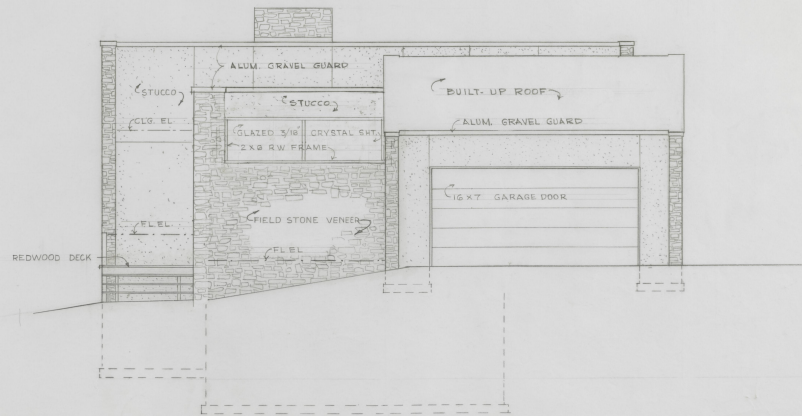 ALUM. GRAVEL GUARD
STUCCO
STUCCO
BUILT-UP ROOF
CLG. EL
ALUM. GRAVEL GUARD
GLAZED 3/16" CRYSTAL SHT.
2X8 RW FRAME
16 X 7 GARAGE DOOR
FIELD STONE VENEER
FL. EL
FL EL
REDWOOD DECK